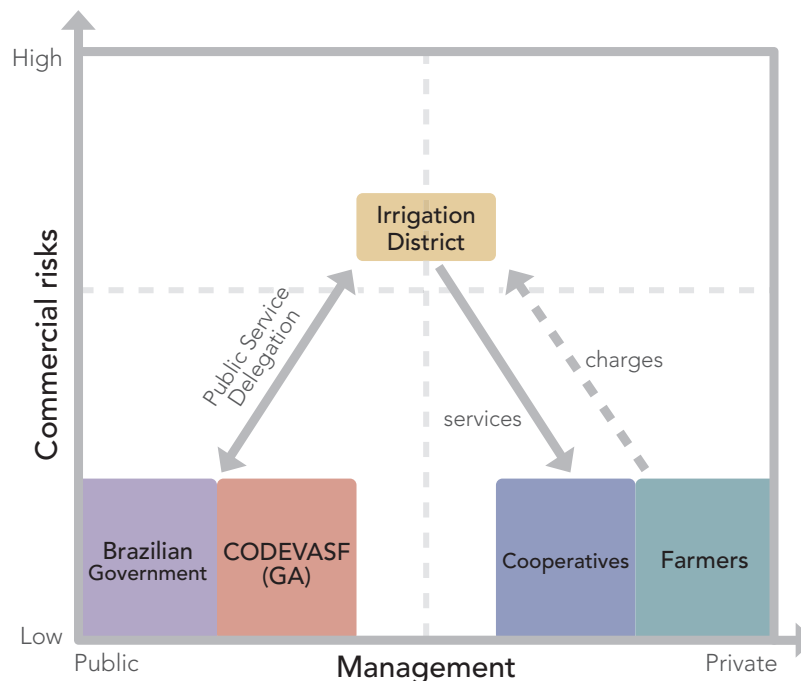 High
Commercial risks
Irrigation
District
Public Service
Delegation
charges
services
Brazilian
Government
CODEVASF
(GA)
Cooperatives
Farmers
Low
Public
Management
Private